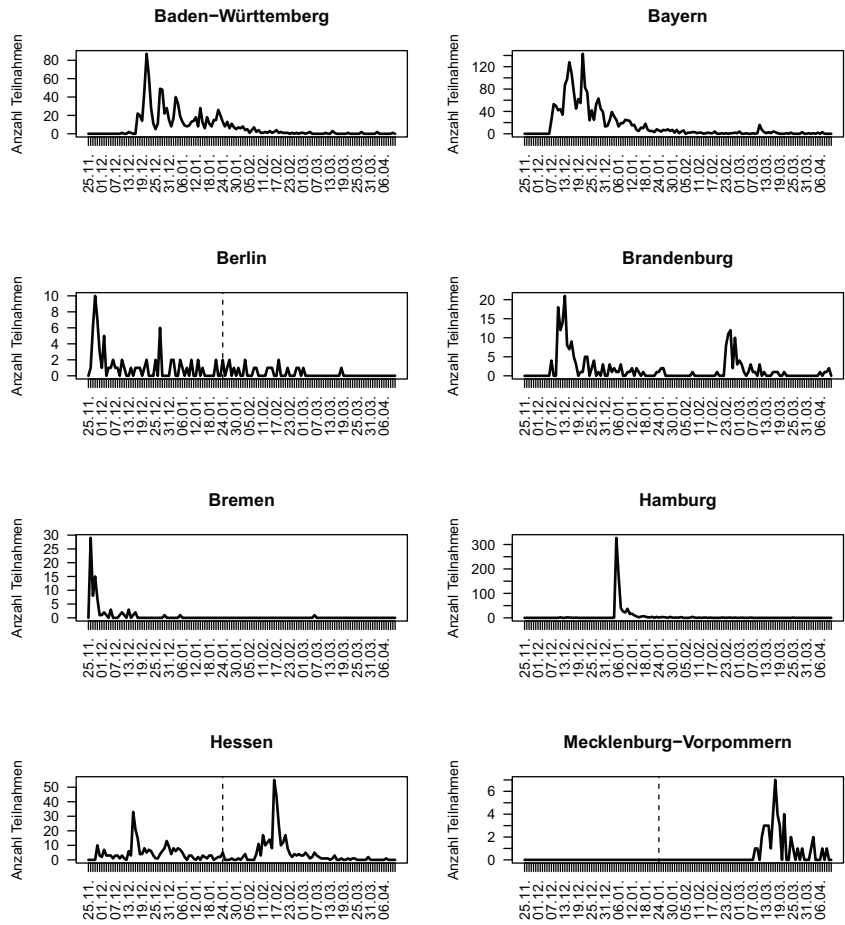 Baden−Württemberg
Anzahl Teilnahmen
80
60
40
20
0
25.11. 01.12. 07.12. 13.12. 19.12. 25.12. 31.12. 06.01. 12.01. 18.01. 24.01. 30.01. 05.02. 11.02. 17.02. 23.02. 01.03. 07.03. 13.03. 19.03. 25.03. 31.03. 06.04.
Bayern
Anzahl Teilnahmen
120
80
40
0
25.11. 01.12. 07.12. 13.12. 19.12. 25.12. 31.12. 06.01. 12.01. 18.01. 24.01. 30.01. 05.02. 11.02. 17.02. 23.02. 01.03. 07.03. 13.03. 19.03. 25.03. 31.03. 06.04.
Berlin
Anzahl Teilnahmen
10
8
6
4
2
0
25.11. 01.12. 07.12. 13.12. 19.12. 25.12. 31.12. 06.01. 12.01. 18.01. 24.01. 30.01. 05.02. 11.02. 17.02. 23.02. 01.03. 07.03. 13.03. 19.03. 25.03. 31.03. 06.04.
Brandenburg
Anzahl Teilnahmen
20
15
10
5
0
25.11. 01.12. 07.12. 13.12. 19.12. 25.12. 31.12. 06.01. 12.01. 18.01. 24.01. 30.01. 05.02. 11.02. 17.02. 23.02. 01.03. 07.03. 13.03. 19.03. 25.03. 31.03. 06.04.
Bremen
Anzahl Teilnahmen
30
25
20
15
10
5
0
25.11. 01.12. 07.12. 13.12. 19.12. 25.12. 31.12. 06.01. 12.01. 18.01. 24.01. 30.01. 05.02. 11.02. 17.02. 23.02. 01.03. 07.03. 13.03. 19.03. 25.03. 31.03. 06.04.
Hamburg
Anzahl Teilnahmen
300
200
100
0
25.11. 01.12. 07.12. 13.12. 19.12. 25.12. 31.12. 06.01. 12.01. 18.01. 24.01. 30.01. 05.02. 11.02. 17.02. 23.02. 01.03. 07.03. 13.03. 19.03. 25.03. 31.03. 06.04.
Hessen
Anzahl Teilnahmen
50
40
30
20
10
0
25.11. 01.12. 07.12. 13.12. 19.12. 25.12. 31.12. 06.01. 12.01. 18.01. 24.01. 30.01. 05.02. 11.02. 17.02. 23.02. 01.03. 07.03. 13.03. 19.03. 25.03. 31.03. 06.04.
Mecklenburg−Vorpommern
Anzahl Teilnahmen
6
4
2
0
25.11. 01.12. 07.12. 13.12. 19.12. 25.12. 31.12. 06.01. 12.01. 18.01. 24.01. 30.01. 05.02. 11.02. 17.02. 23.02. 01.03. 07.03. 13.03. 19.03. 25.03. 31.03. 06.04.